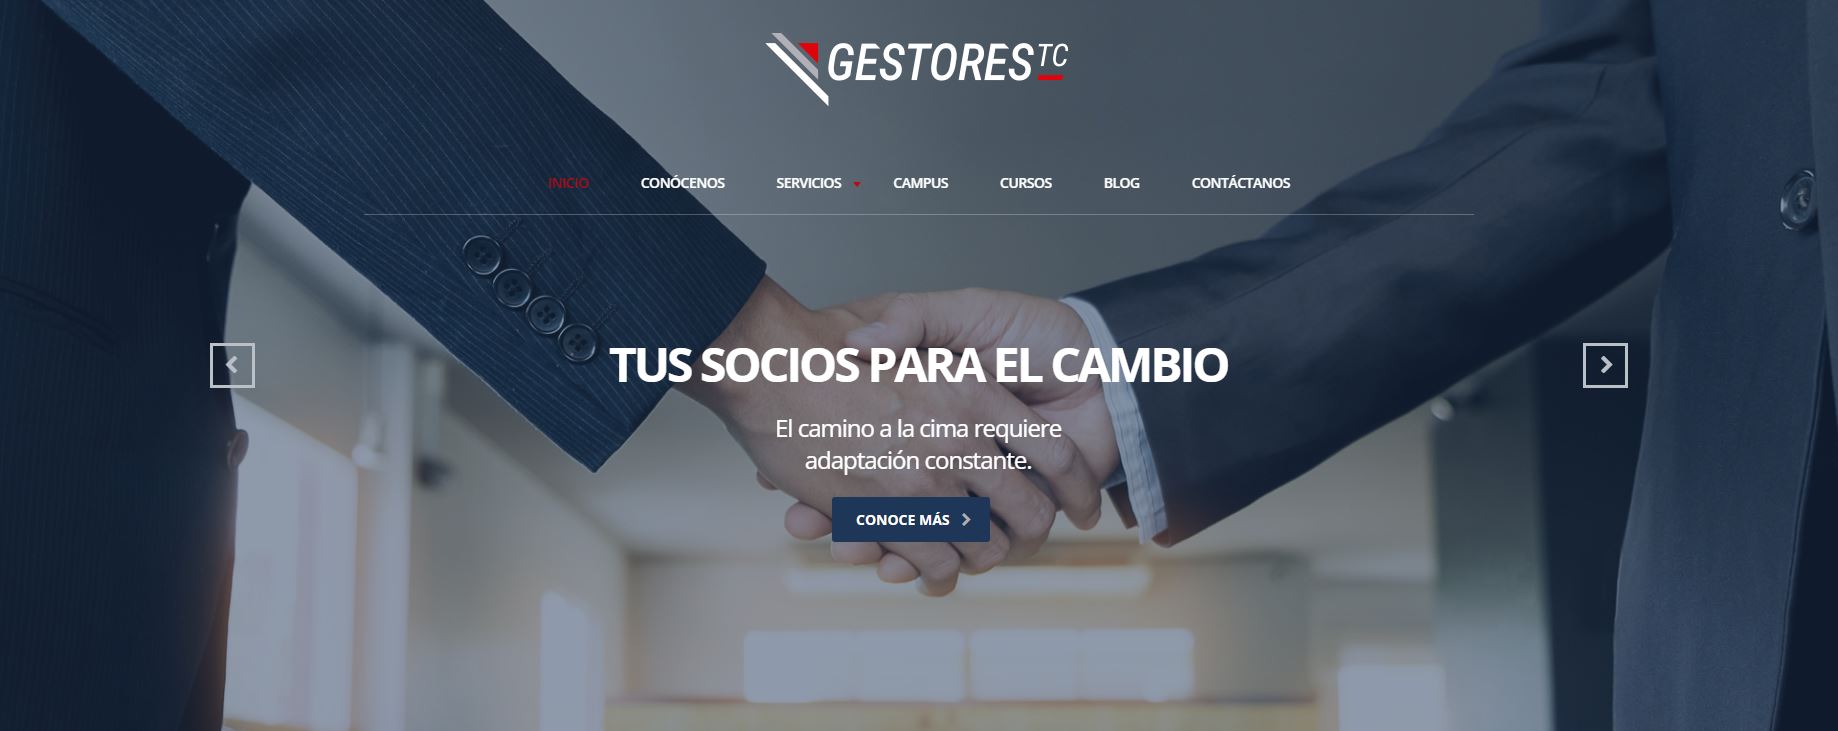 GESTORES TC
INICIO CONÓCENOS SERVICIOS CAMPUS CURSOS BLOG CONTÁCTANOS
TUS SOCIOS PARA EL CAMBIO
El camino a la cima requiere
adaptación constante.
CONOCE MÁS